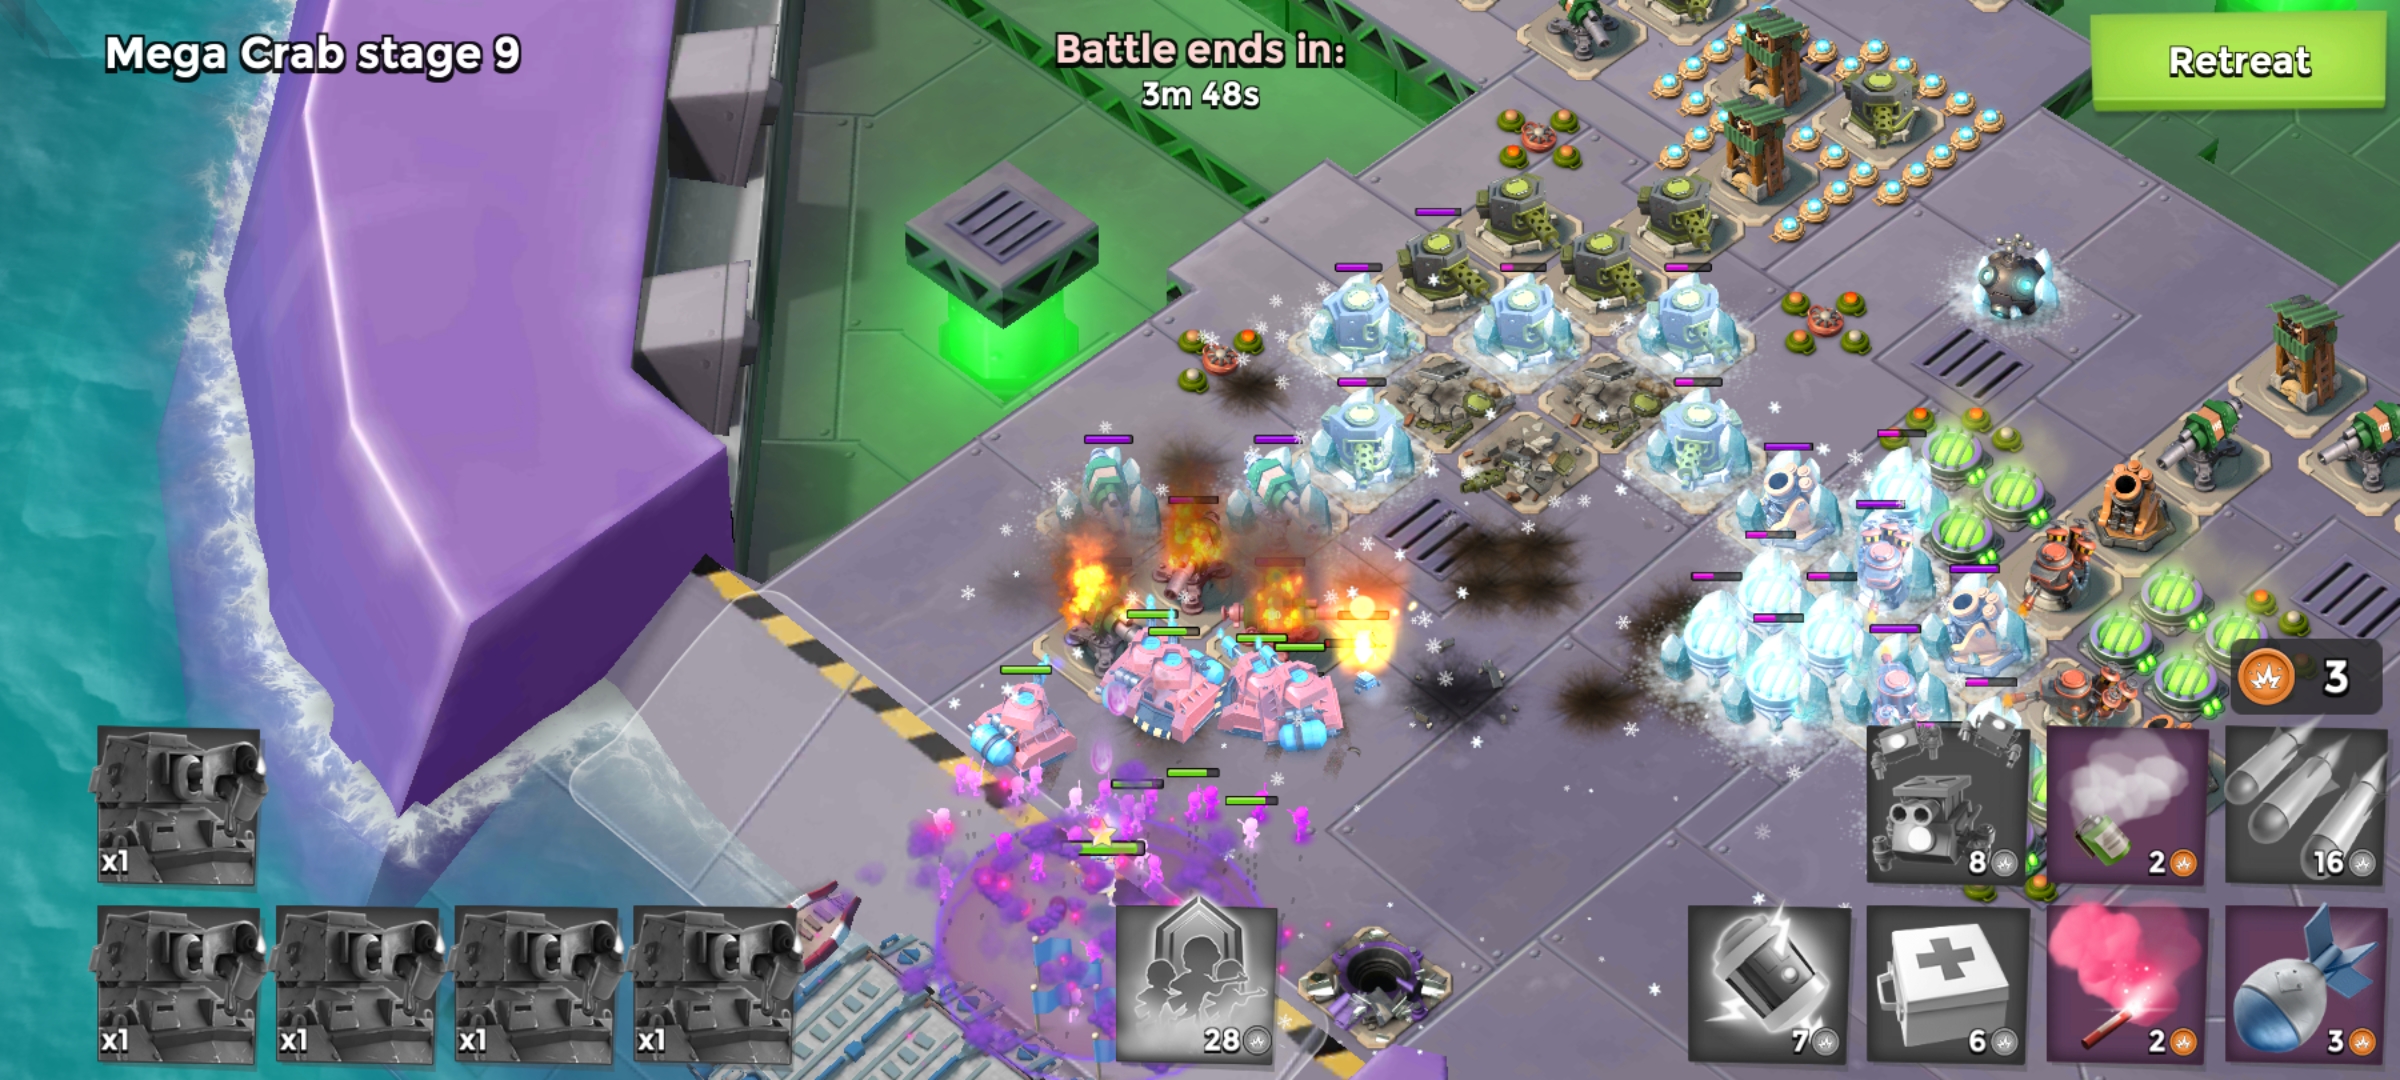 Mega Crab stage 9
Battle ends in:
3m 48s
Retreat
3
x1
8
2
16
x1
x1
x1
x1
28
7
6
2
3